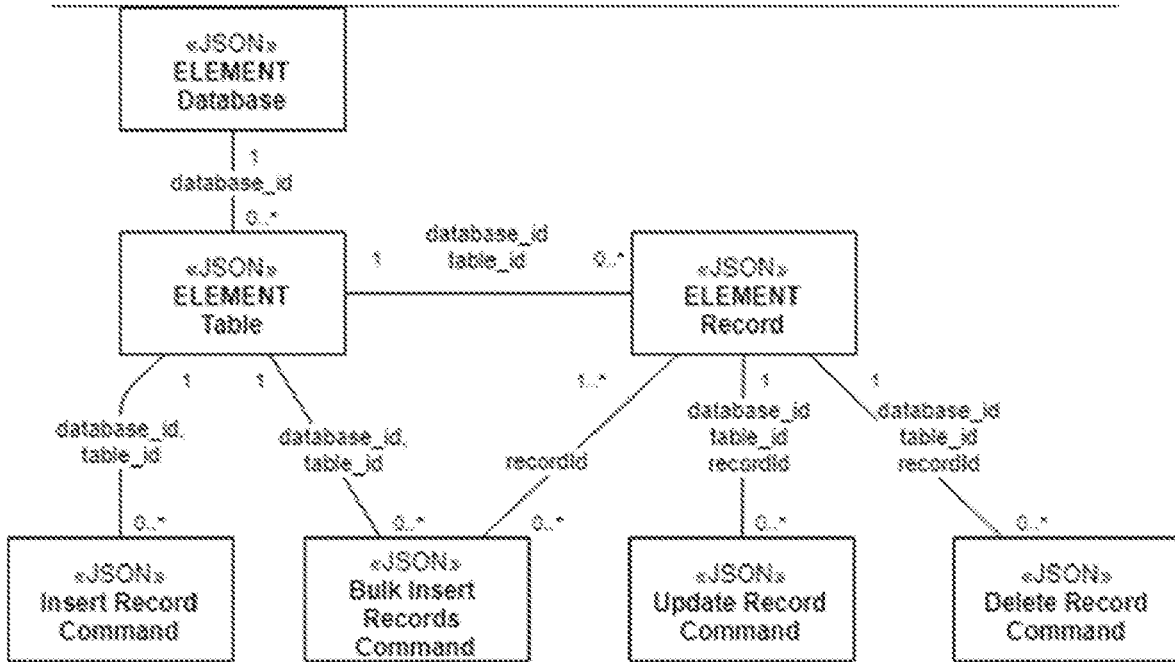 «JSON»
ELEMENT
Database
1
database_id
0..*
«JSON»
ELEMENT
Table
1
database_id
table_id
0..*
«JSON»
ELEMENT
Record
1
database_id,
table_id
0..*
1
database_id,
table_id
0..*
1..*
recordId
0..*
1
database_id
table_id
recordId
0..*
1
database_id
table_id
recordId
0..*
«JSON»
Insert Record
Command
«JSON»
Bulk Insert
Records
Command
«JSON»
Update Record
Command
«JSON»
Delete Record
Command